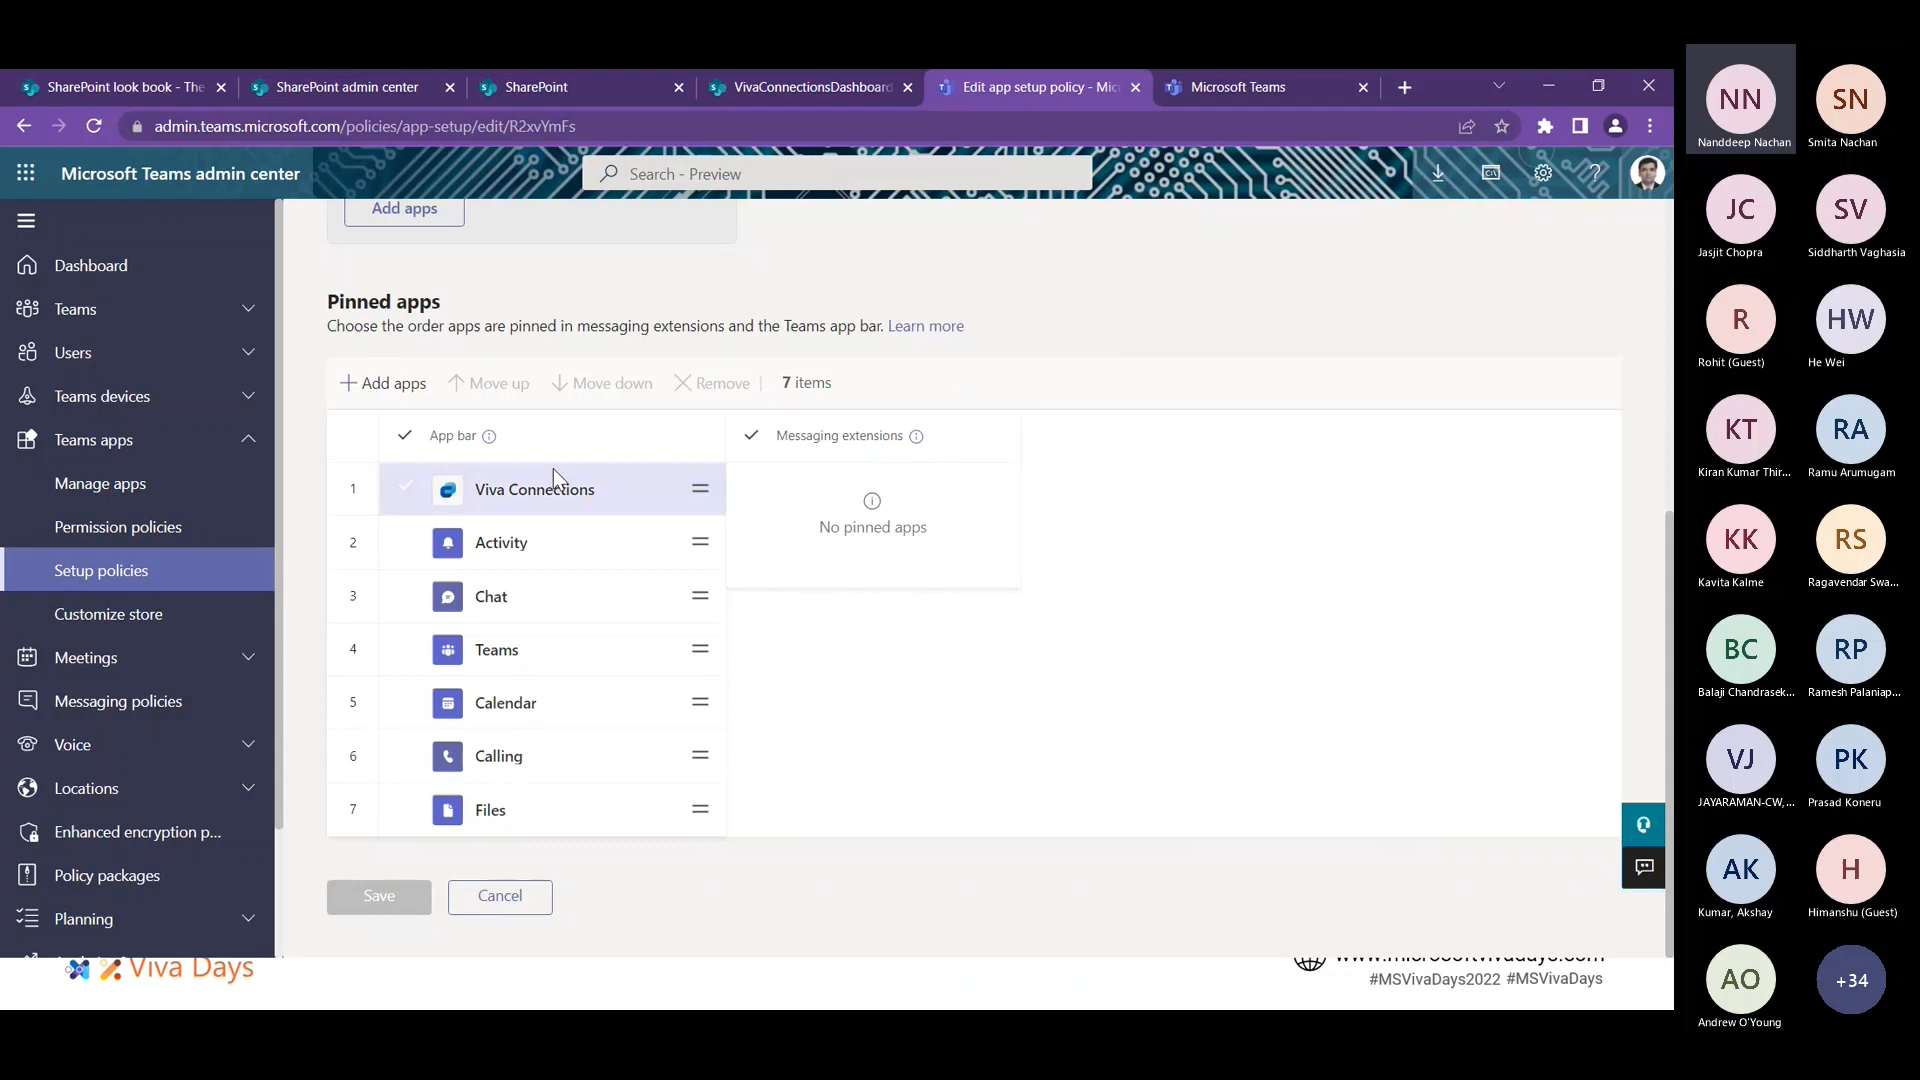 SharePoint look book - The
SharePoint admin center
SharePoint
VivaConnectionsDashboard
Edit app setup policy - Mic
Microsoft Teams
admin.teams.microsoft.com/policies/app-setup/edit/R2xvYmFs
Microsoft Teams admin center
Search - Preview
Dashboard
Teams
Users
Teams devices
Teams apps
Manage apps
Permission policies
Setup policies
Customize store
Meetings
Messaging policies
Voice
Locations
Enhanced encryption p...
Policy packages
Planning
Add apps
Pinned apps
Choose the order apps are pinned in messaging extensions and the Teams app bar. Learn more
Add apps
Move up
Move down
Remove
7 items
App bar
Messaging extensions
1 Viva Connections
2 Activity
3 Chat
4 Teams
5 Calendar
6 Calling
7 Files
No pinned apps
Save
Cancel
Viva Days
www.microsoftvivadays.com
#MSVivaDays2022 #MSVivaDays
NN
Nanddeep Nachan
SN
Smita Nachan
JC
Jasjit Chopra
SV
Siddharth Vaghasia
R
Rohit (Guest)
HW
He Wei
KT
Kiran Kumar Thir...
RA
Ramu Arumugam
KK
Kavita Kalme
RS
Ragavendar Swa...
BC
Balaji Chandrasek...
RP
Ramesh Palaniap...
VJ
JAYARAMAN-CW,...
PK
Prasad Koneru
AK
Kumar, Akshay
H
Himanshu (Guest)
AO
Andrew O'Young
+34